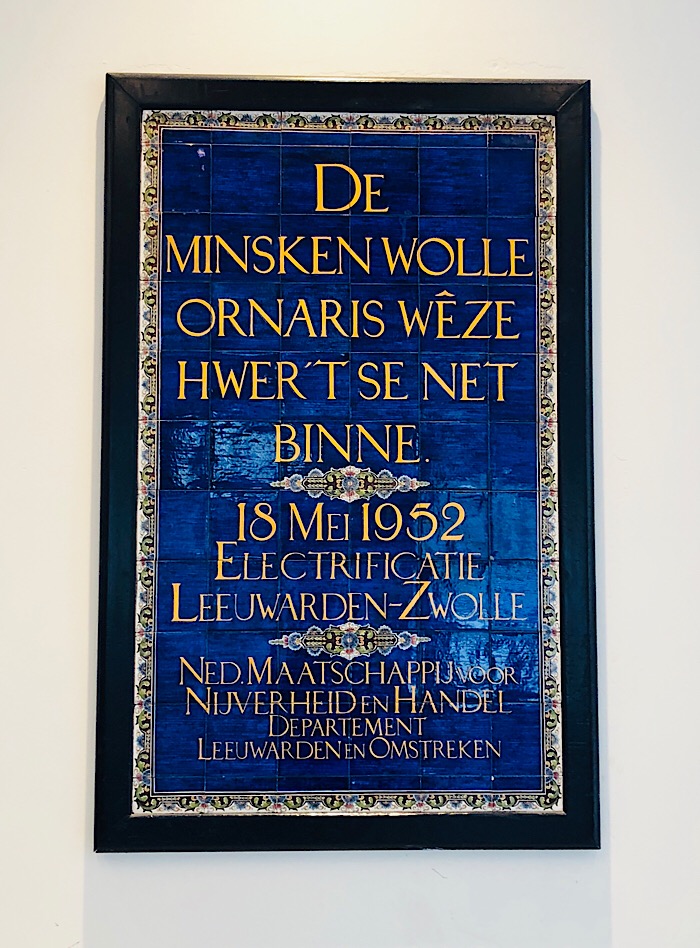 DE
MINSKEN WOLLE
ORNARIS WÊZE
HWER´T SE NET
BINNE.
18 MEI 1952
ELECTRIFICATIE
LEEUWARDEN-ZWOLLE
NED. MAATSCHAPPIJ VOOR
NIJVERHEID EN HANDEL
DEPARTEMENT
LEEUWARDEN EN OMSTREKEN